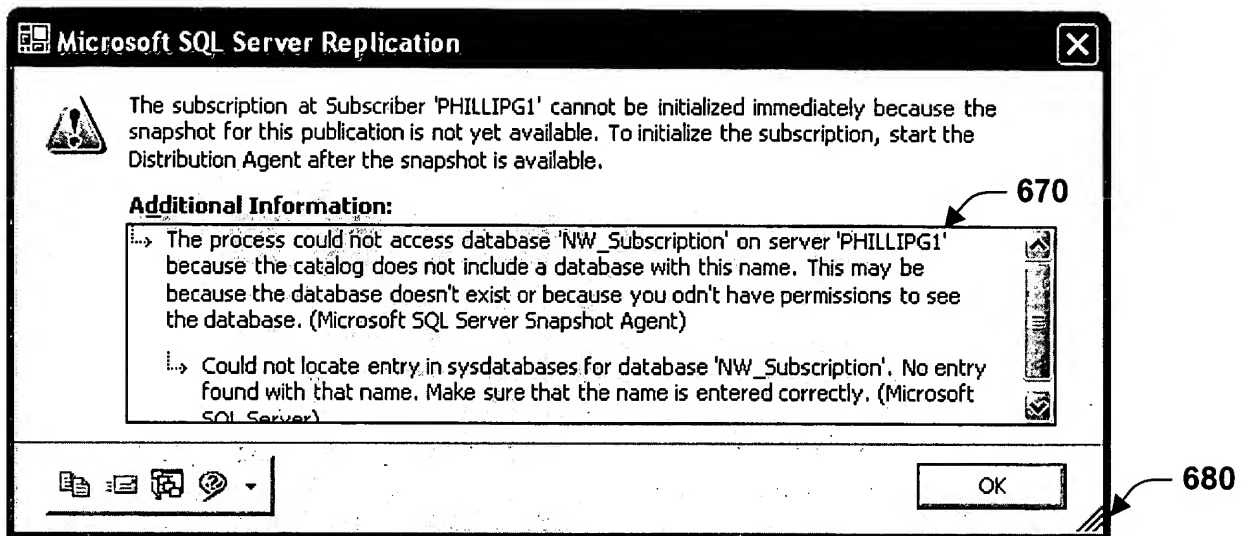 Microsoft SQL Server Replication
The subscription at Subscriber 'PHILLIPG1' cannot be initialized immediately because the
snapshot for this publication is not yet available. To initialize the subscription, start the
Distribution Agent after the snapshot is available.
Additional Information:
670
The process could not access database 'NW_Subscription' on server 'PHILLIPG1'
because the catalog does not include a database with this name. This may be
because the database doesn't exist or because you odn't have permissions to see
the database. (Microsoft SQL Server Snapshot Agent)
Could not locate entry in sysdatabases for database 'NW_Subscription'. No entry
found with that name. Make sure that the name is entered correctly. (Microsoft
SQL Server)
OK
680